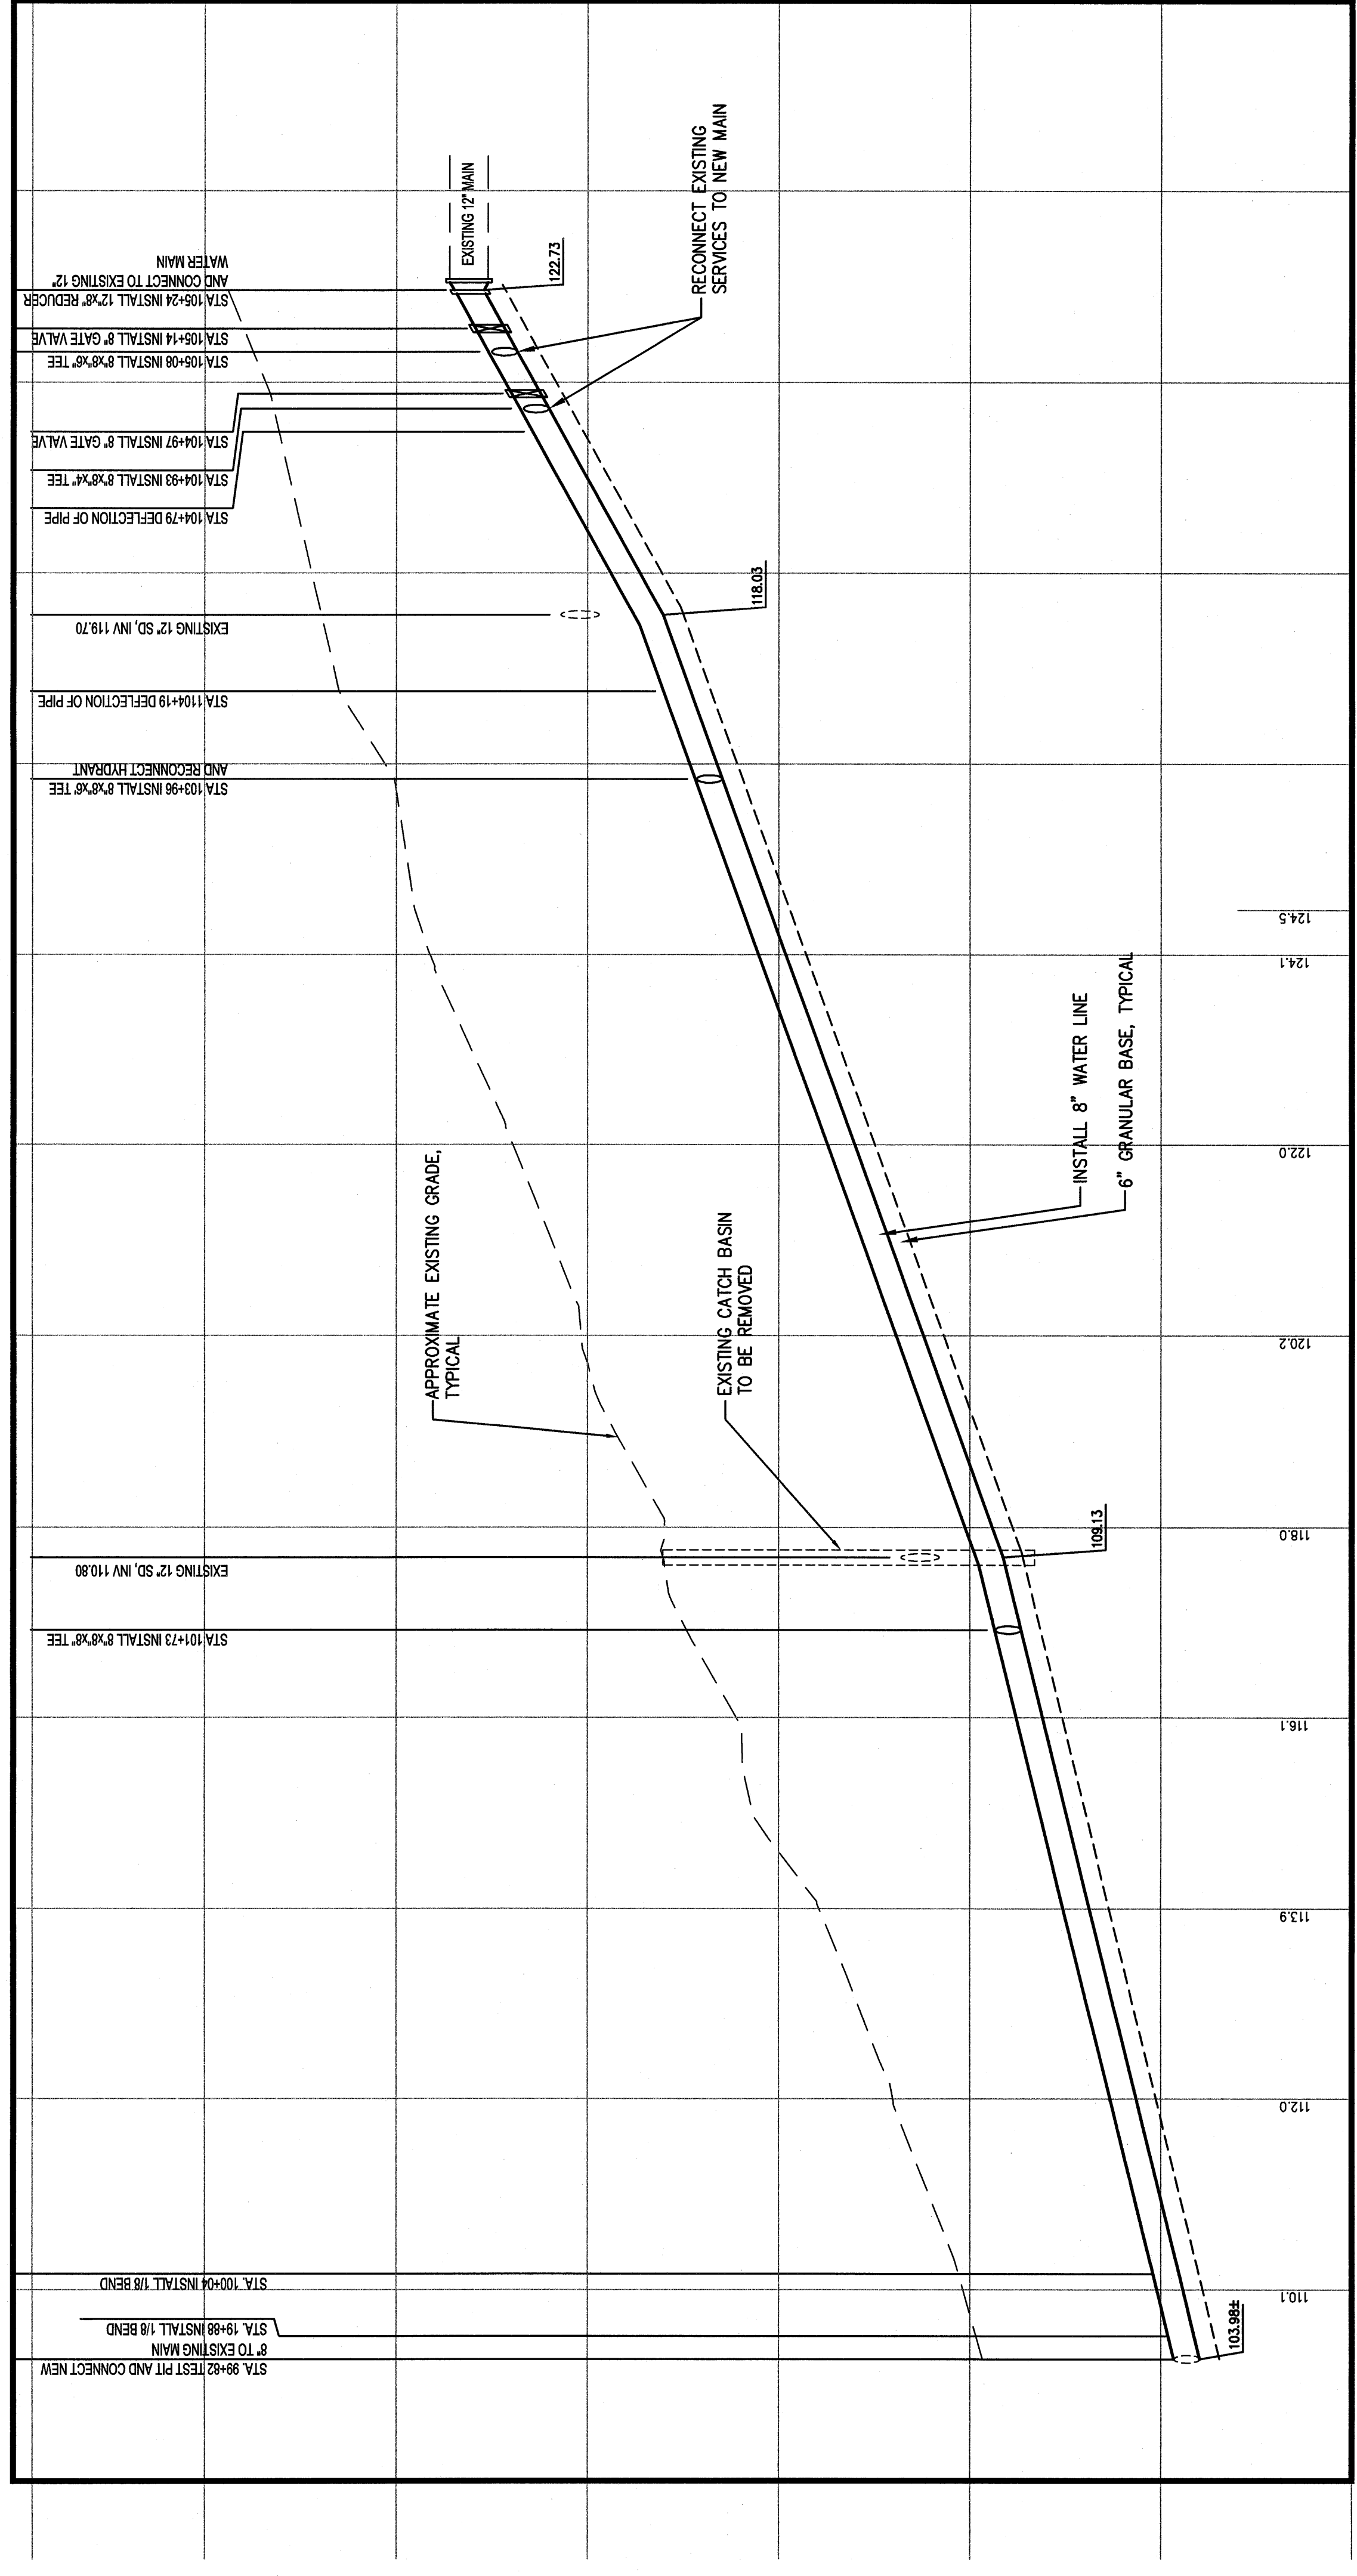 STA. 99+82 TEST PIT AND CONNECT NEW
8" TO EXISTING MAIN
STA. 19+88 INSTALL 1/8 BEND
STA. 100+04 INSTALL 1/8 BEND
STA 101+73 INSTALL 8"x8"x8" TEE
EXISTING 12" SD, INV 110.80
STA 103+96 INSTALL 8"x8"x6" TEE
AND RECONNECT HYDRANT
STA 1104+19 DEFLECTION OF PIPE
EXISTING 12" SD, INV 119.70
STA 104+79 DEFLECTION OF PIPE
STA 104+93 INSTALL 8"x8"x4" TEE
STA 104+97 INSTALL 8" GATE VALVE
STA 105+08 INSTALL 8"x8"x6" TEE
STA 105+14 INSTALL 8" GATE VALVE
STA 105+24 INSTALL 12"x8" REDUCER
AND CONNECT TO EXISTING 12"
WATER MAIN
EXISTING 12" MAIN
122.73
RECONNECT EXISTING
SERVICES TO NEW MAIN
118.03
APPROXIMATE EXISTING GRADE,
TYPICAL
EXISTING CATCH BASIN
TO BE REMOVED
109.13
INSTALL 8" WATER LINE
6" GRANULAR BASE, TYPICAL
103.98±
110.1
112.0
113.9
116.1
118.0
120.2
122.0
124.1
124.5